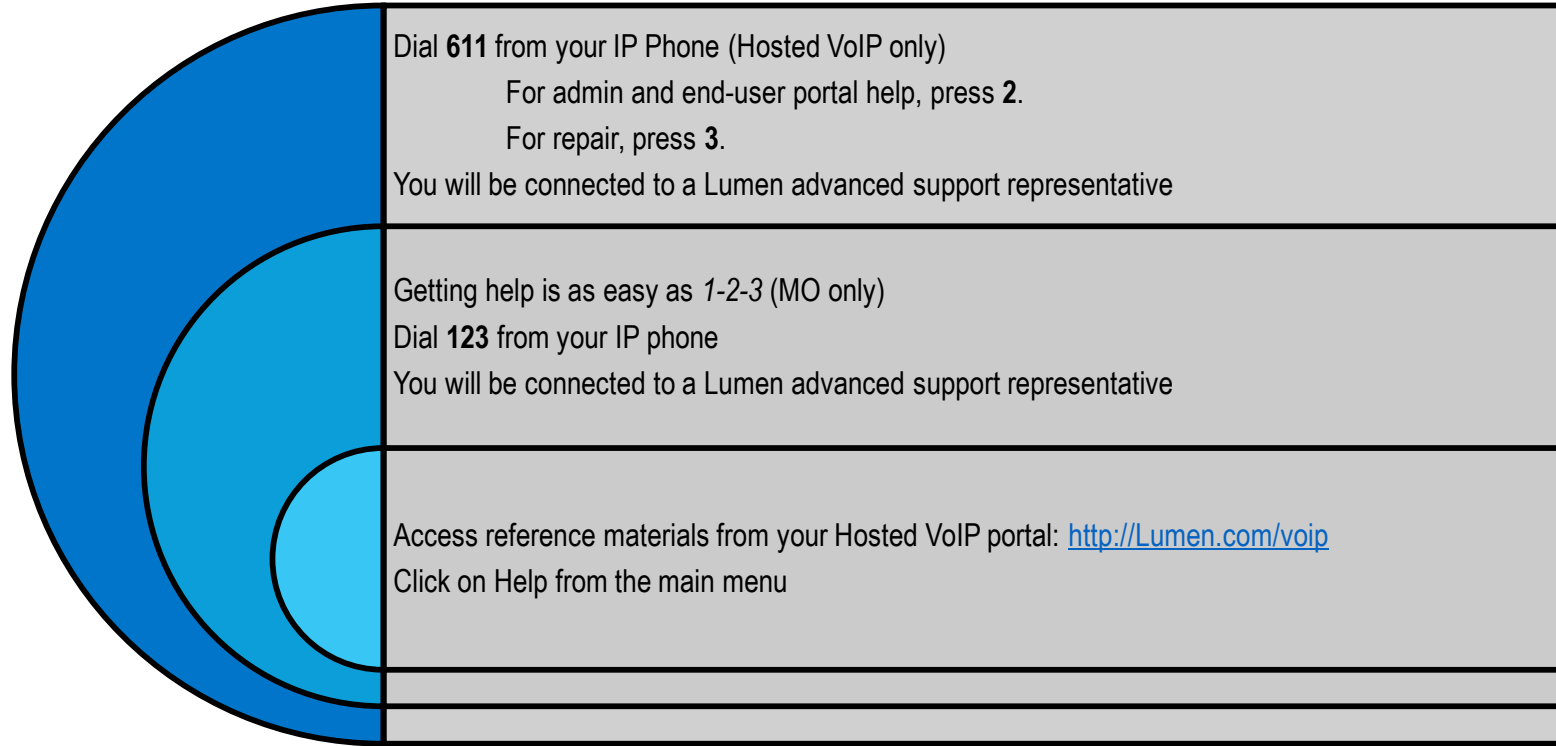 Dial 611 from your IP Phone (Hosted VoIP only)
For admin and end-user portal help, press 2.
For repair, press 3.
You will be connected to a Lumen advanced support representative
Getting help is as easy as 1-2-3 (MO only)
Dial 123 from your IP phone
You will be connected to a Lumen advanced support representative
Access reference materials from your Hosted VoIP portal: http://Lumen.com/voip
Click on Help from the main menu